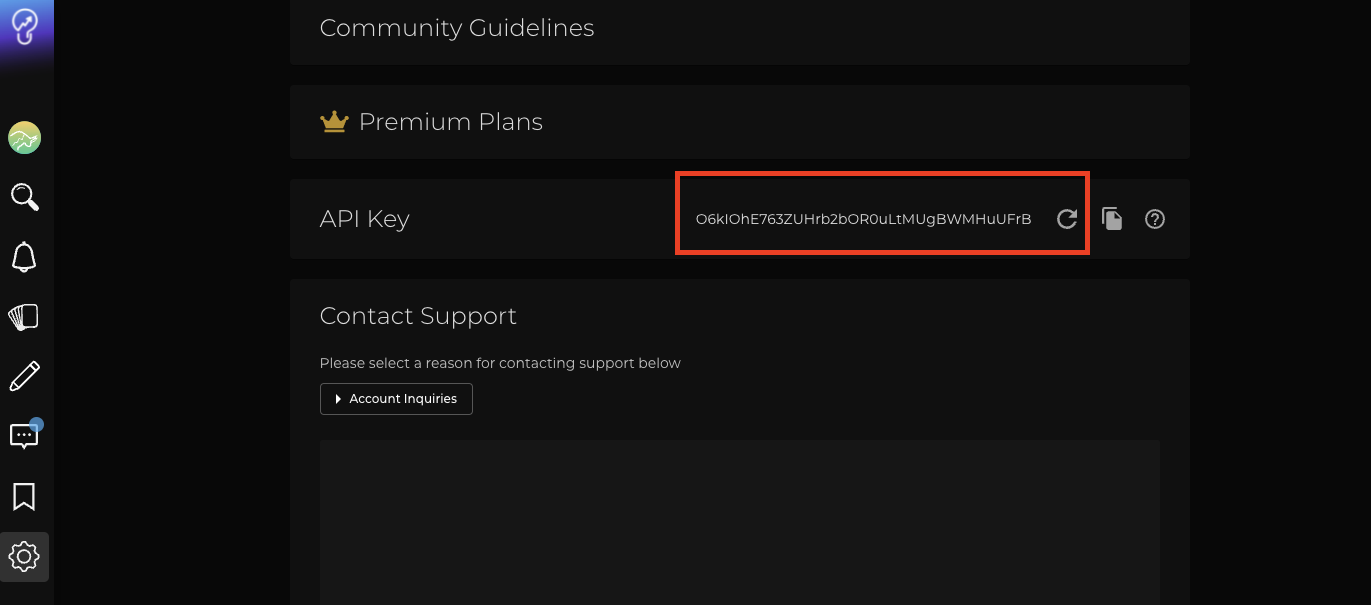 Community Guidelines
Premium Plans
API Key
O6kIOhE763ZUHrb2bOR0uLtMUgBWMHuUFrB
Contact Support
Please select a reason for contacting support below
Account Inquiries